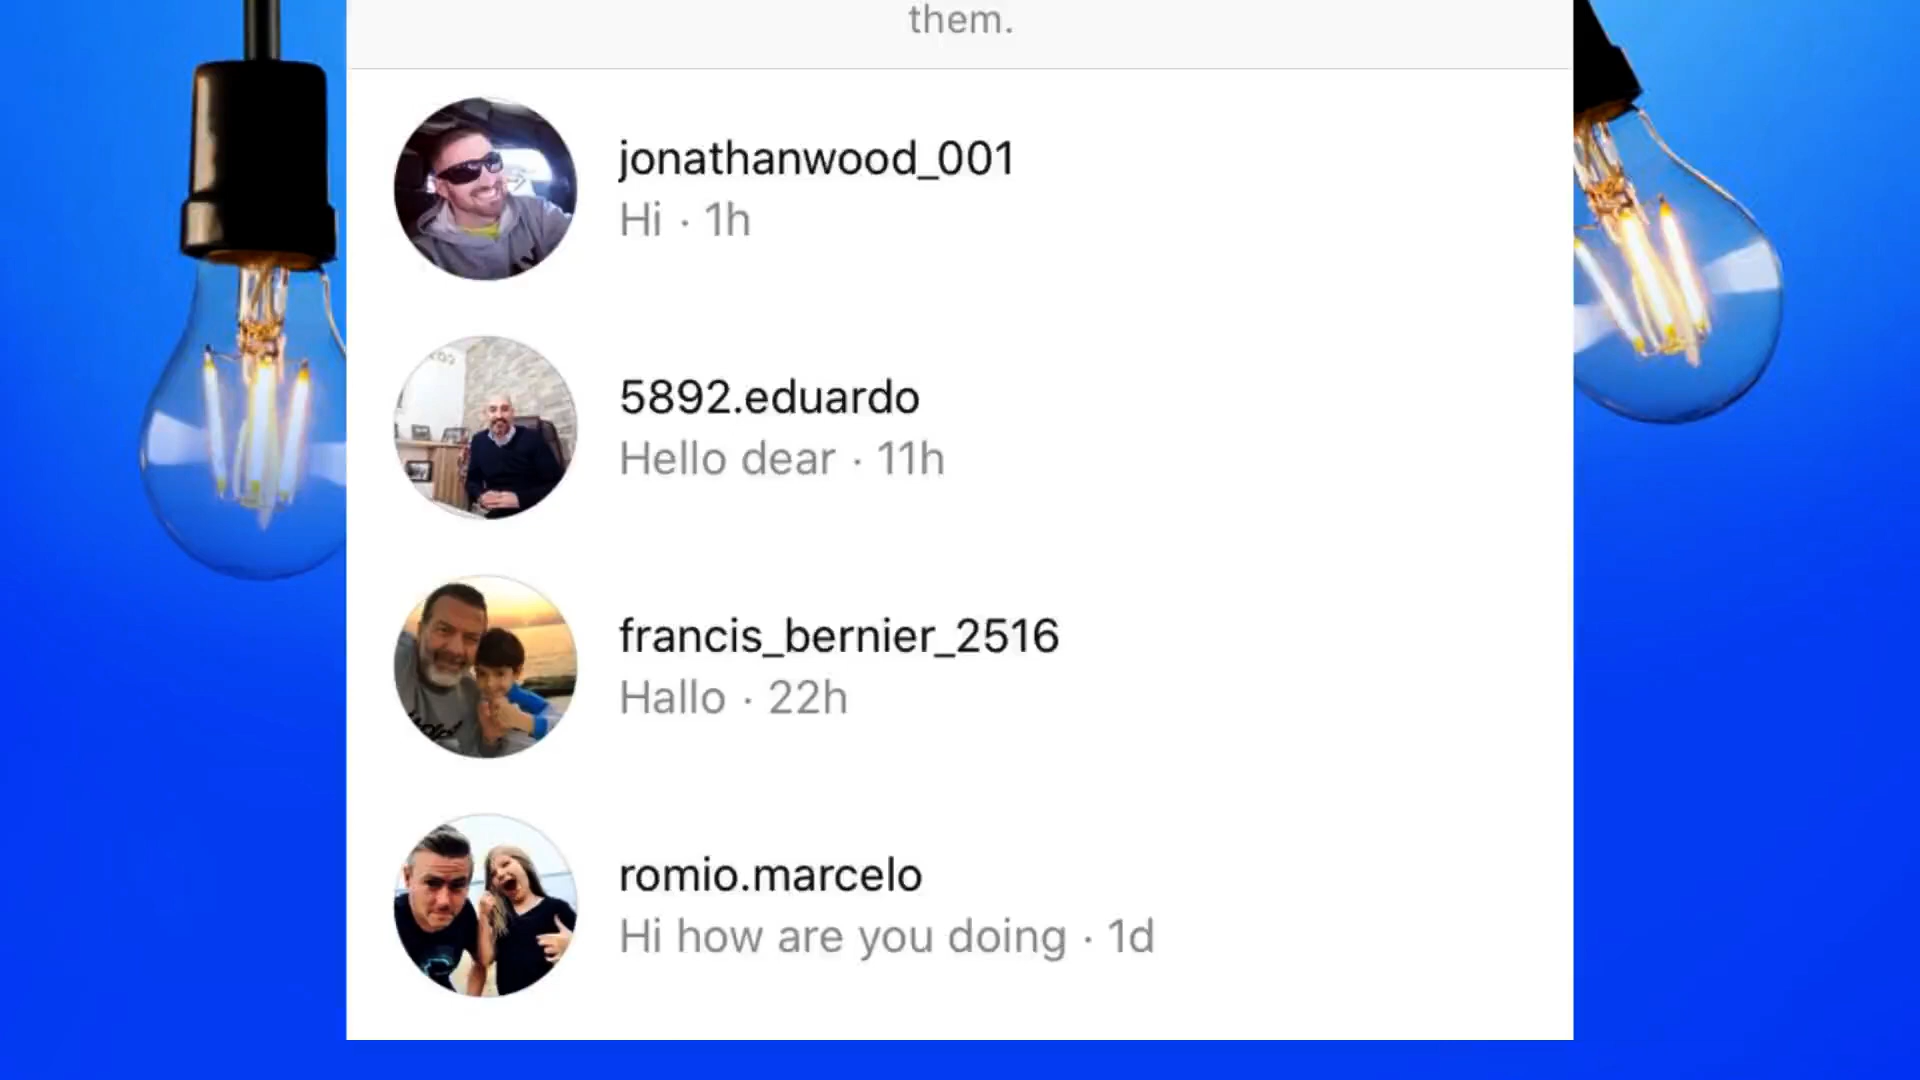 them.
jonathanwood_001
Hi · 1h
5892.eduardo
Hello dear · 11h
francis_bernier_2516
Hallo · 22h
romio.marcelo
Hi how are you doing · 1d